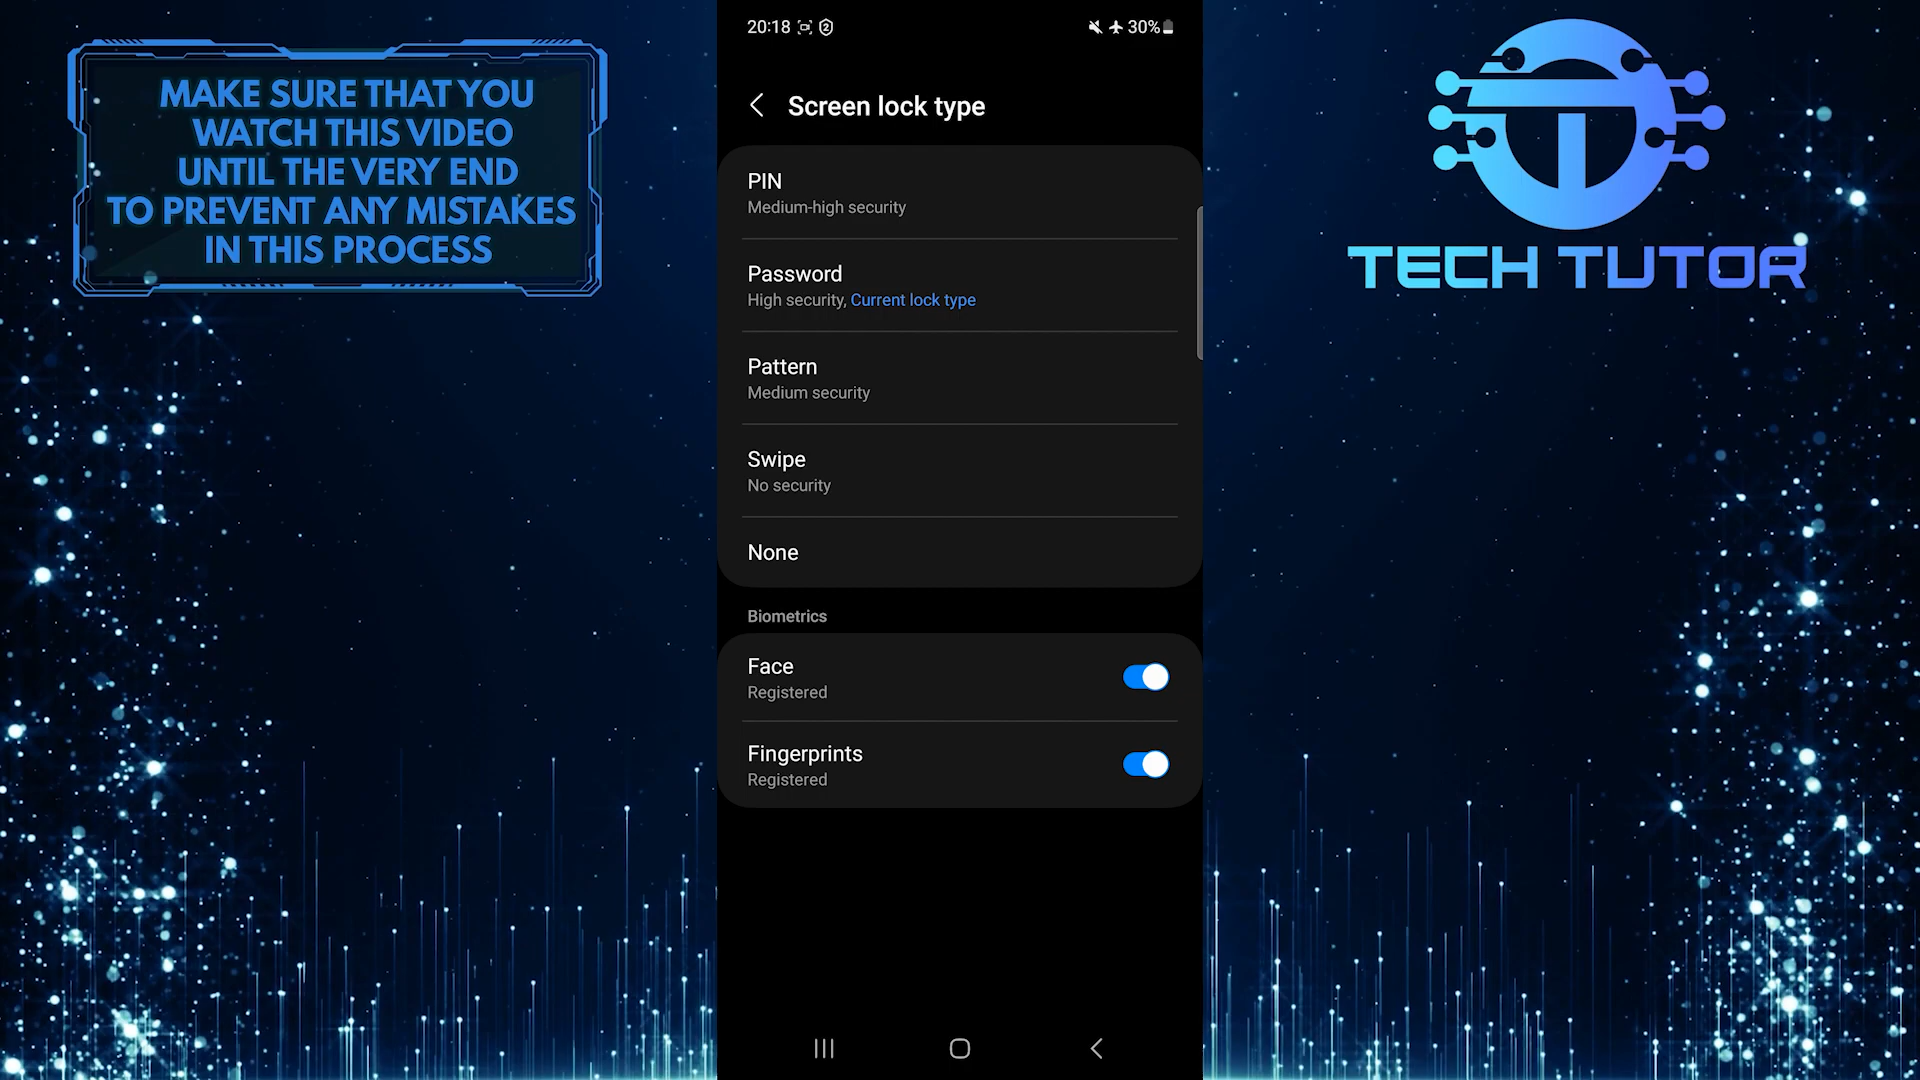 MAKE SURE THAT YOU
WATCH THIS VIDEO
UNTIL THE VERY END
TO PREVENT ANY MISTAKES
IN THIS PROCESS
20:18
30%
Screen lock type
PIN
Medium-high security
Password
High security, Current lock type
Pattern
Medium security
Swipe
No security
None
Biometrics
Face
Registered
Fingerprints
Registered
TECH TUTOR